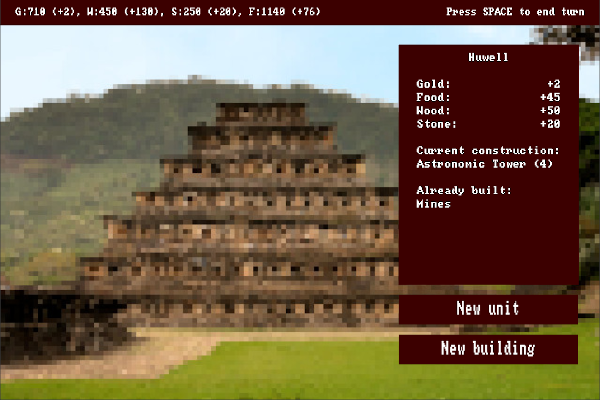 G:710 (+2), W:450 (+130), S:250 (+20), F:1140 (+76)
Press SPACE to end turn
Huwell
Gold: +2
Food: +45
Wood: +50
Stone: +20
Current construction:
Astronomic Tower (4)
Already built:
Mines
New unit
New building